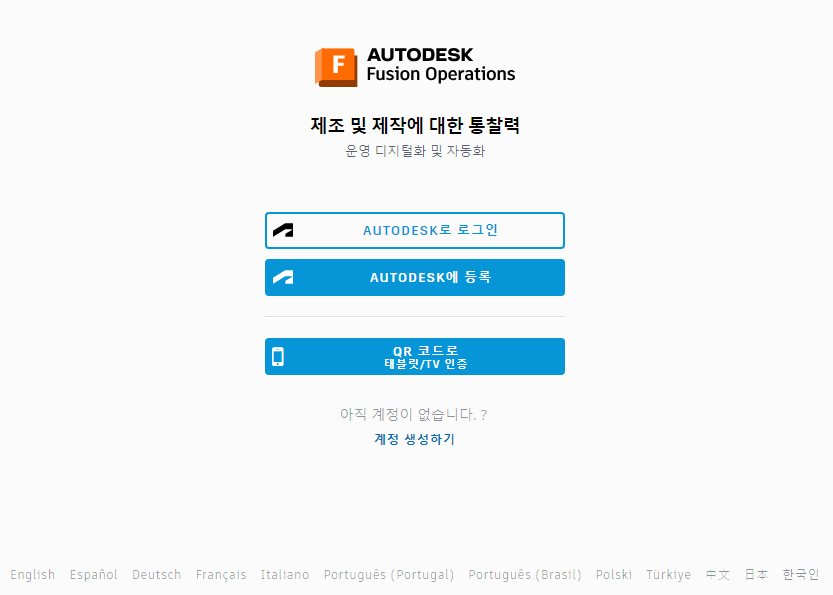 F
AUTODESK
Fusion Operations
제조 및 제작에 대한 통찰력
운영 디지털화 및 자동화
AUTODESK로 로그인
AUTODESK에 등록
QR 코드로
태블릿/TV 인증
아직 계정이 없습니다. ?
계정 생성하기
English Español Deutsch Français Italiano Português (Portugal) Português (Brasil) Polski Türkiye 中文 日本 한국인